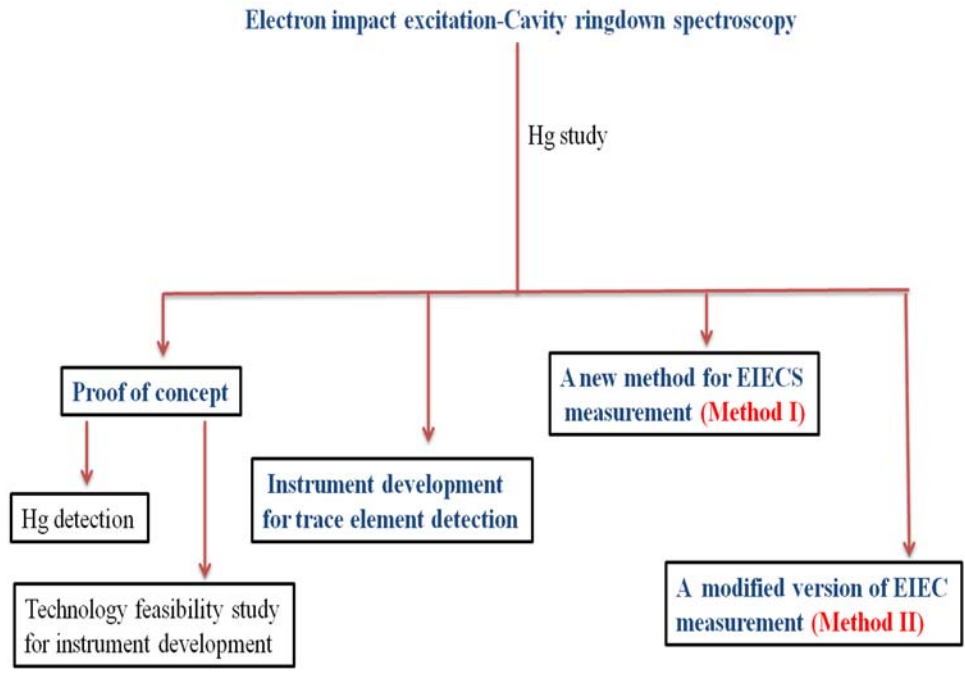 Electron impact excitation-Cavity ringdown spectroscopy
Hg study
Proof of concept
A new method for EIECS
measurement (Method I)
Instrument development
for trace element detection
Hg detection
Technology feasibility study
for instrument development
A modified version of EIEC
measurement (Method II)